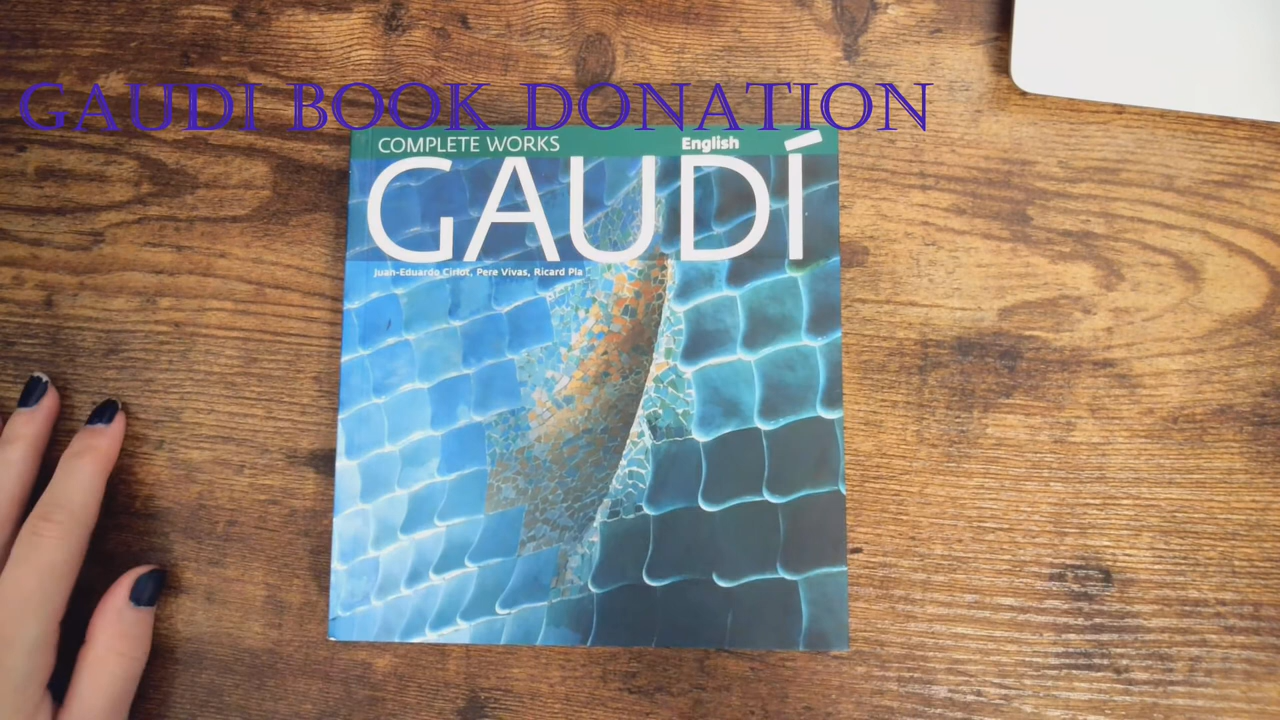 GAUDI BOOK DONATION
COMPLETE WORKS English
GAUDÍ
Juan-Eduardo Cirlot, Pere Vivas, Ricard Pla